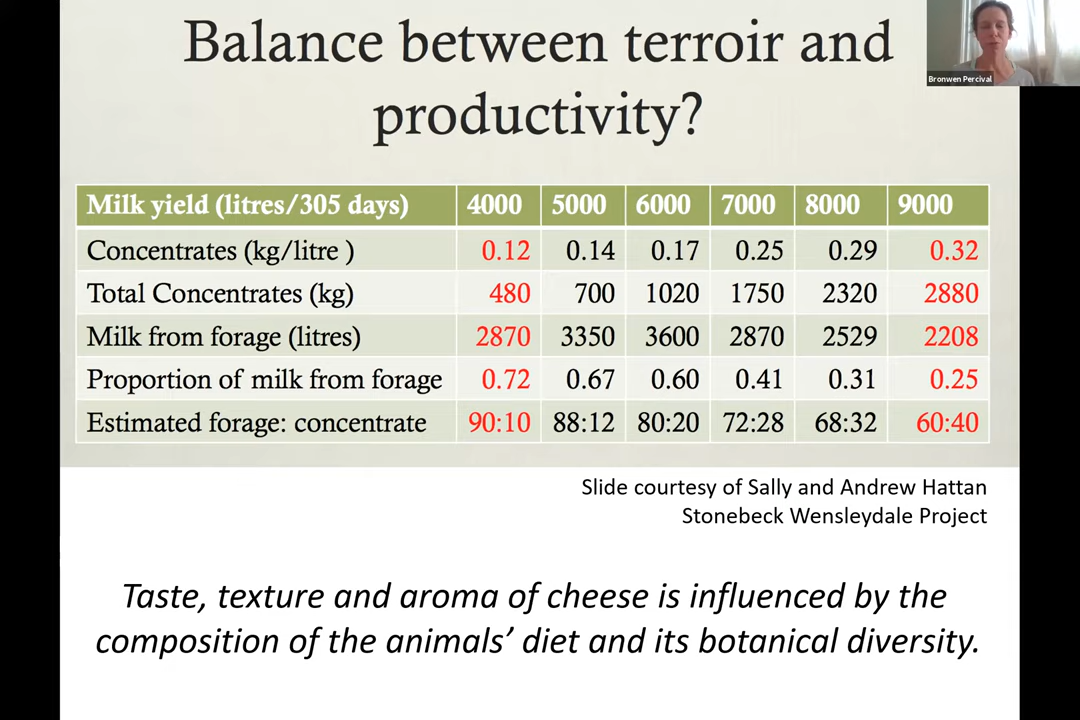 Balance between terroir and
productivity?
Bronwen Percival
Milk yield (litres/305 days) 4000 5000 6000 7000 8000 9000
Concentrates (kg/litre ) 0.12 0.14 0.17 0.25 0.29 0.32
Total Concentrates (kg) 480 700 1020 1750 2320 2880
Milk from forage (litres) 2870 3350 3600 2870 2529 2208
Proportion of milk from forage 0.72 0.67 0.60 0.41 0.31 0.25
Estimated forage: concentrate 90:10 88:12 80:20 72:28 68:32 60:40
Slide courtesy of Sally and Andrew Hattan
Stonebeck Wensleydale Project
Taste, texture and aroma of cheese is influenced by the
composition of the animals’ diet and its botanical diversity.